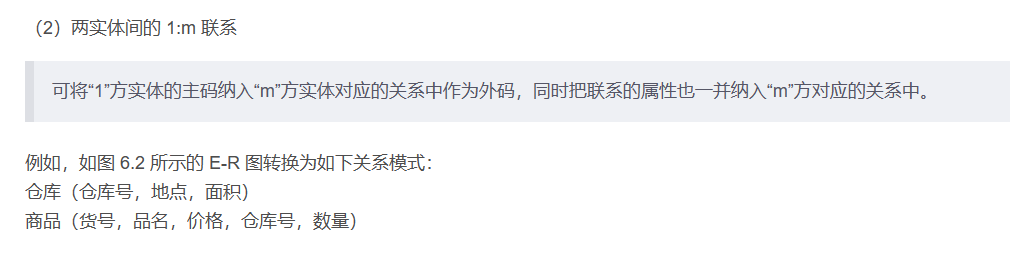 （2）两实体间的 1:m 联系
可将“1”方实体的主码纳入“m”方实体对应的关系中作为外码，同时把联系的属性也一并纳入“m”方对应的关系中。
例如，如图 6.2 所示的 E-R 图转换为如下关系模式：
仓库（仓库号，地点，面积）
商品（货号，品名，价格，仓库号，数量）